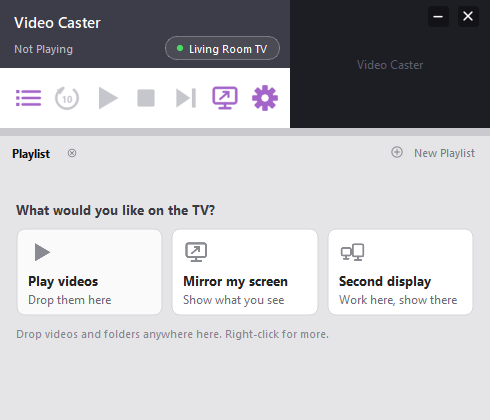 Video Caster
Not Playing
Living Room TV
Video Caster
10
Playlist
New Playlist
What would you like on the TV?
Play videos
Drop them here
Mirror my screen
Show what you see
Second display
Work here, show there
Drop videos and folders anywhere here. Right-click for more.